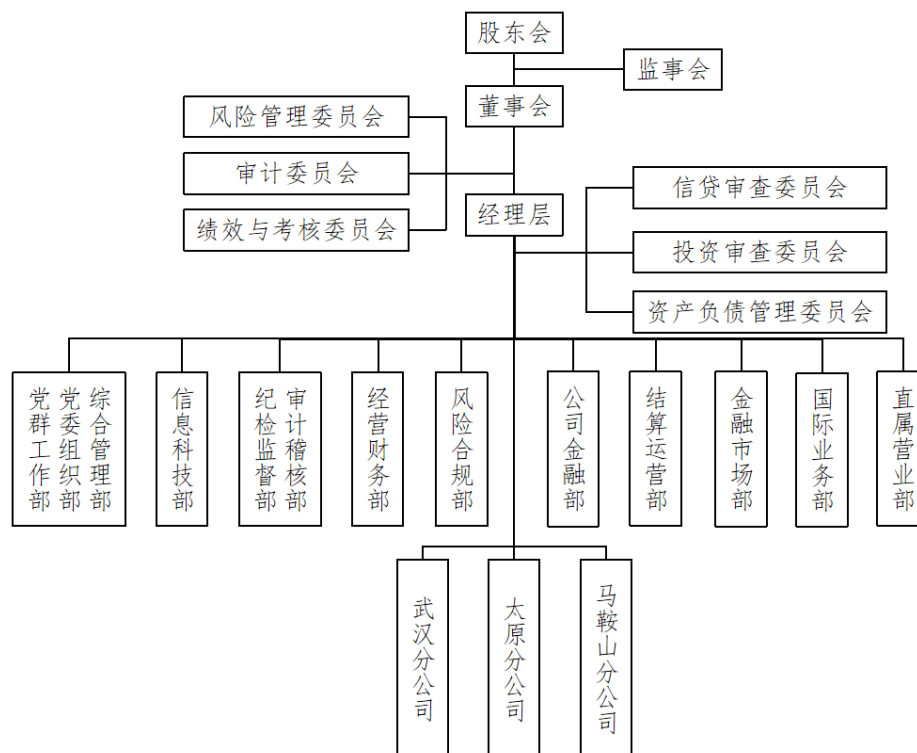 股东会
监事会
董事会
风险管理委员会
审计委员会
绩效与考核委员会
经理层
信贷审查委员会
投资审查委员会
资产负债管理委员会
综合管理部
党委组织部
党群工作部
信息科技部
审计稽核部
纪检监督部
经营财务部
风险合规部
公司金融部
结算运营部
金融市场部
国际业务部
直属营业部
武汉分公司
太原分公司
马鞍山分公司